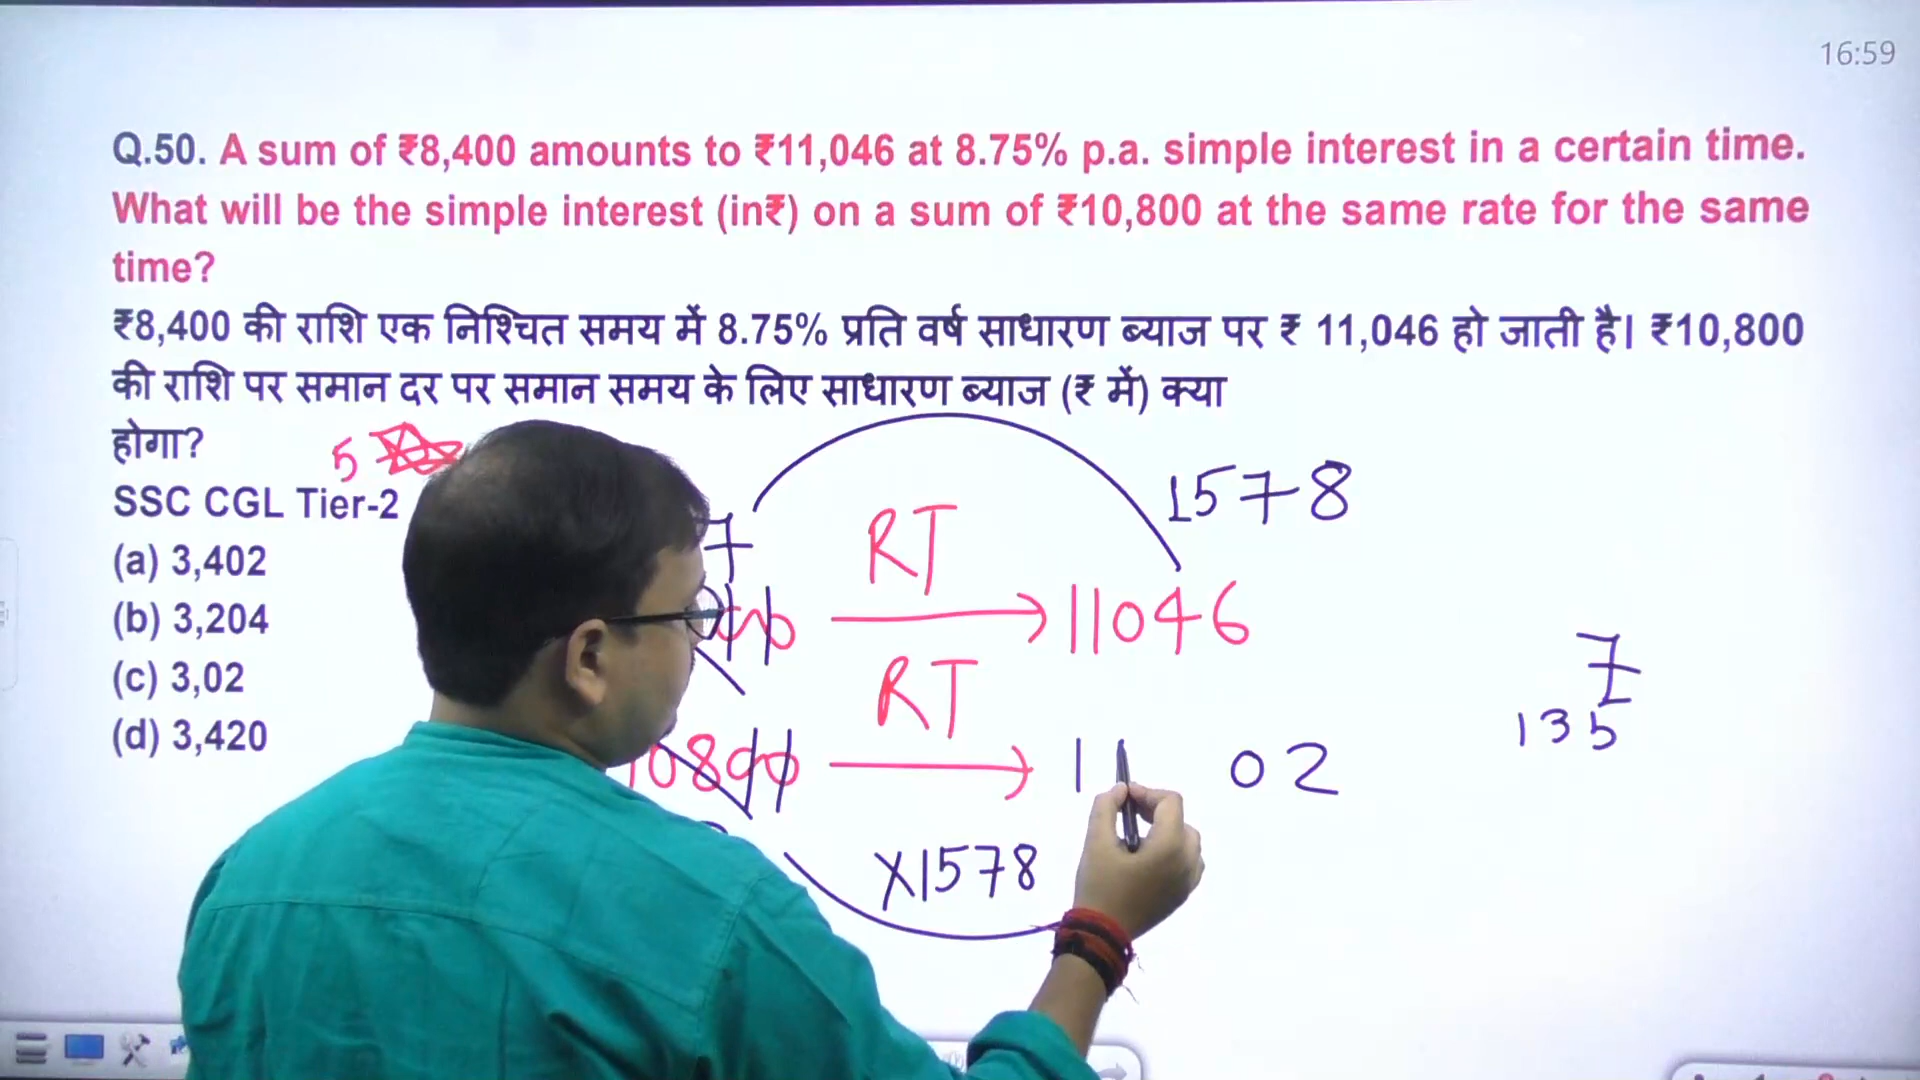 16:59
Q.50. A sum of ₹8,400 amounts to ₹11,046 at 8.75% p.a. simple interest in a certain time.
What will be the simple interest (in₹) on a sum of ₹10,800 at the same rate for the same
time?
₹8,400 की राशि एक निश्चित समय में 8.75% प्रति वर्ष साधारण ब्याज पर ₹ 11,046 हो जाती है। ₹10,800
की राशि पर समान दर पर समान समय के लिए साधारण ब्याज (₹ में) क्या
होगा?
5
SSC CGL Tier-2
(a) 3,402
(b) 3,204
(c) 3,02
(d) 3,420
1578
7 RT
11046
RT
10800 11 02
X1578
7
135